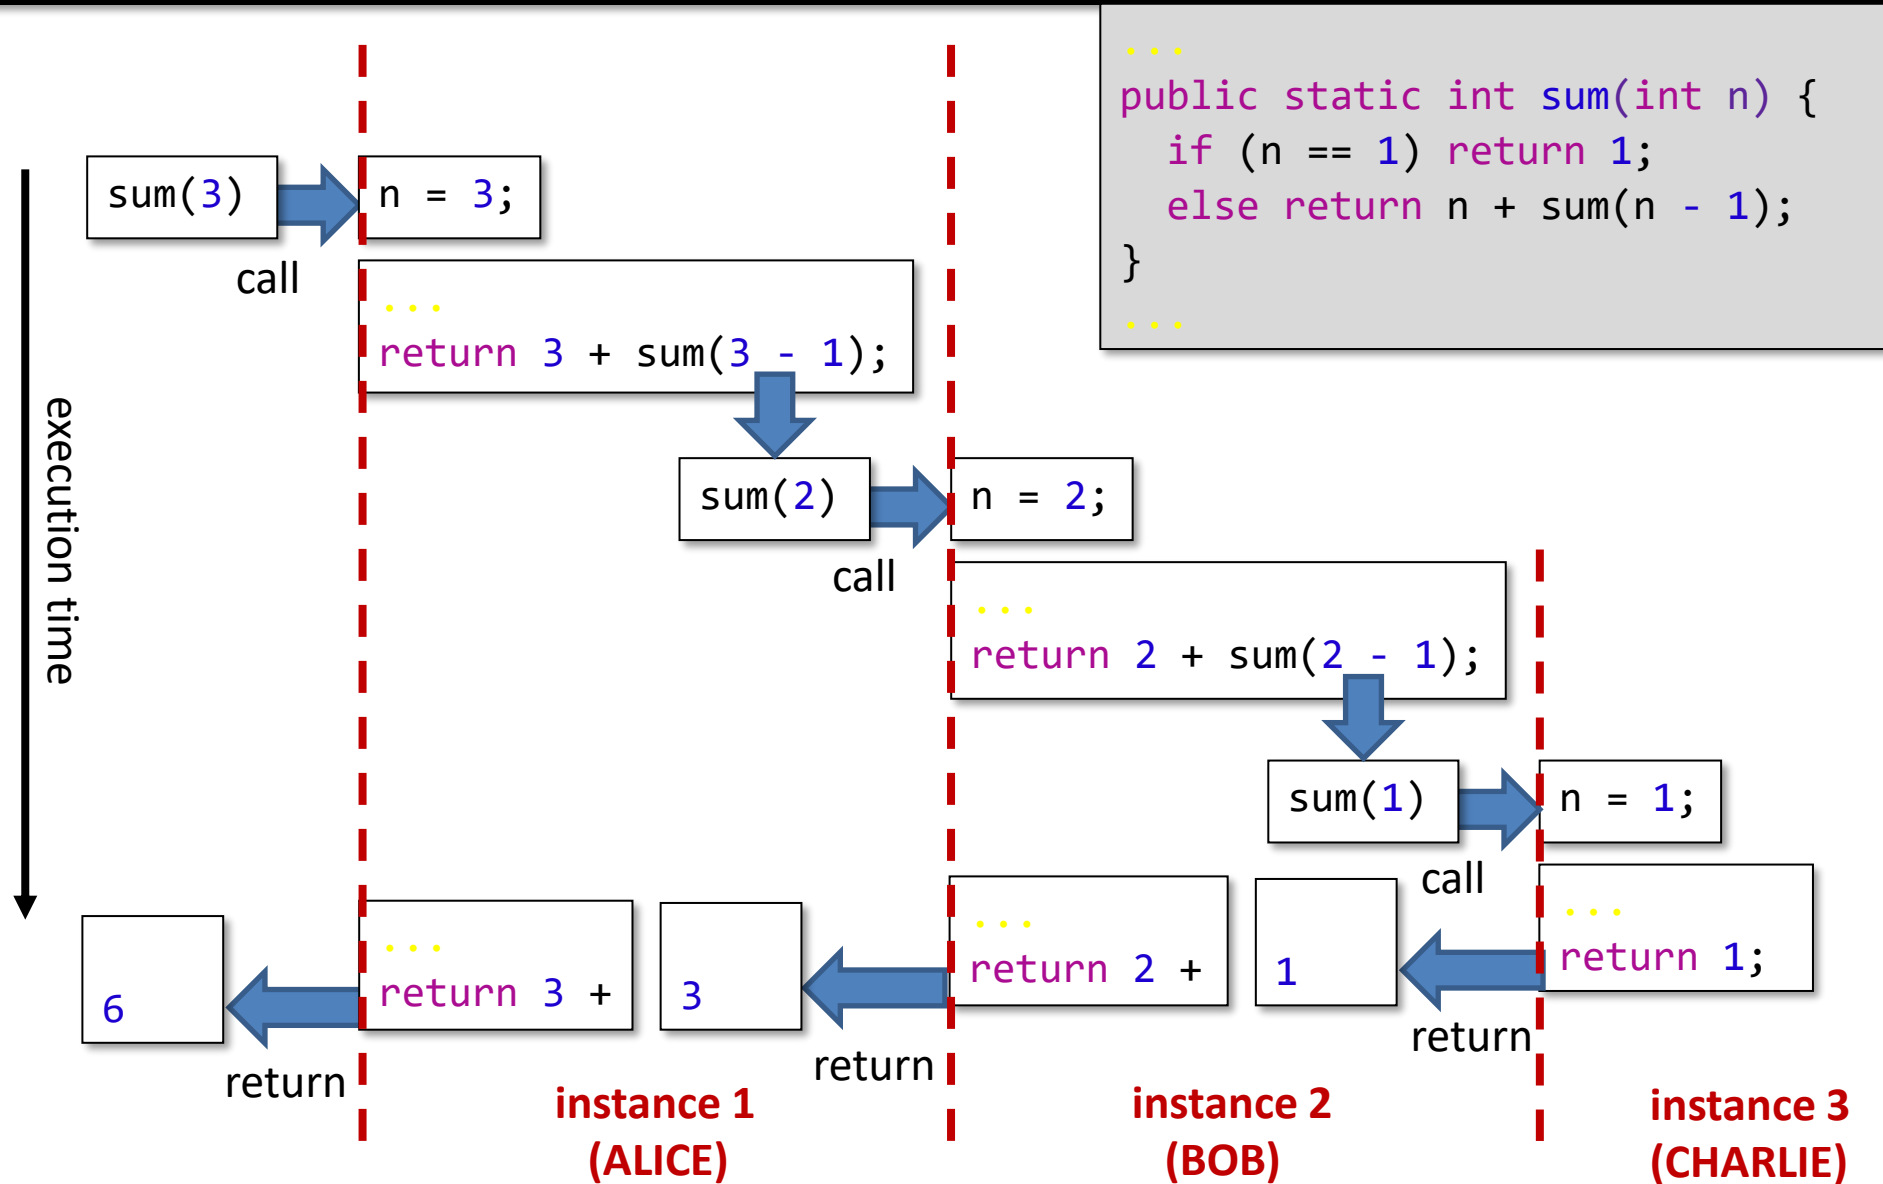 ...
public static int sum(int n) {
if (n == 1) return 1;
else return n + sum(n - 1);
}
...
sum(3)
n = 3;
call
...
return 3 + sum(3 - 1);
execution time
sum(2)
n = 2;
call
...
return 2 + sum(2 - 1);
sum(1)
n = 1;
call
6
...
return 3 +
3
...
return 2 +
1
...
return 1;
return
return
return
instance 1
(ALICE)
instance 2
(BOB)
instance 3
(CHARLIE)